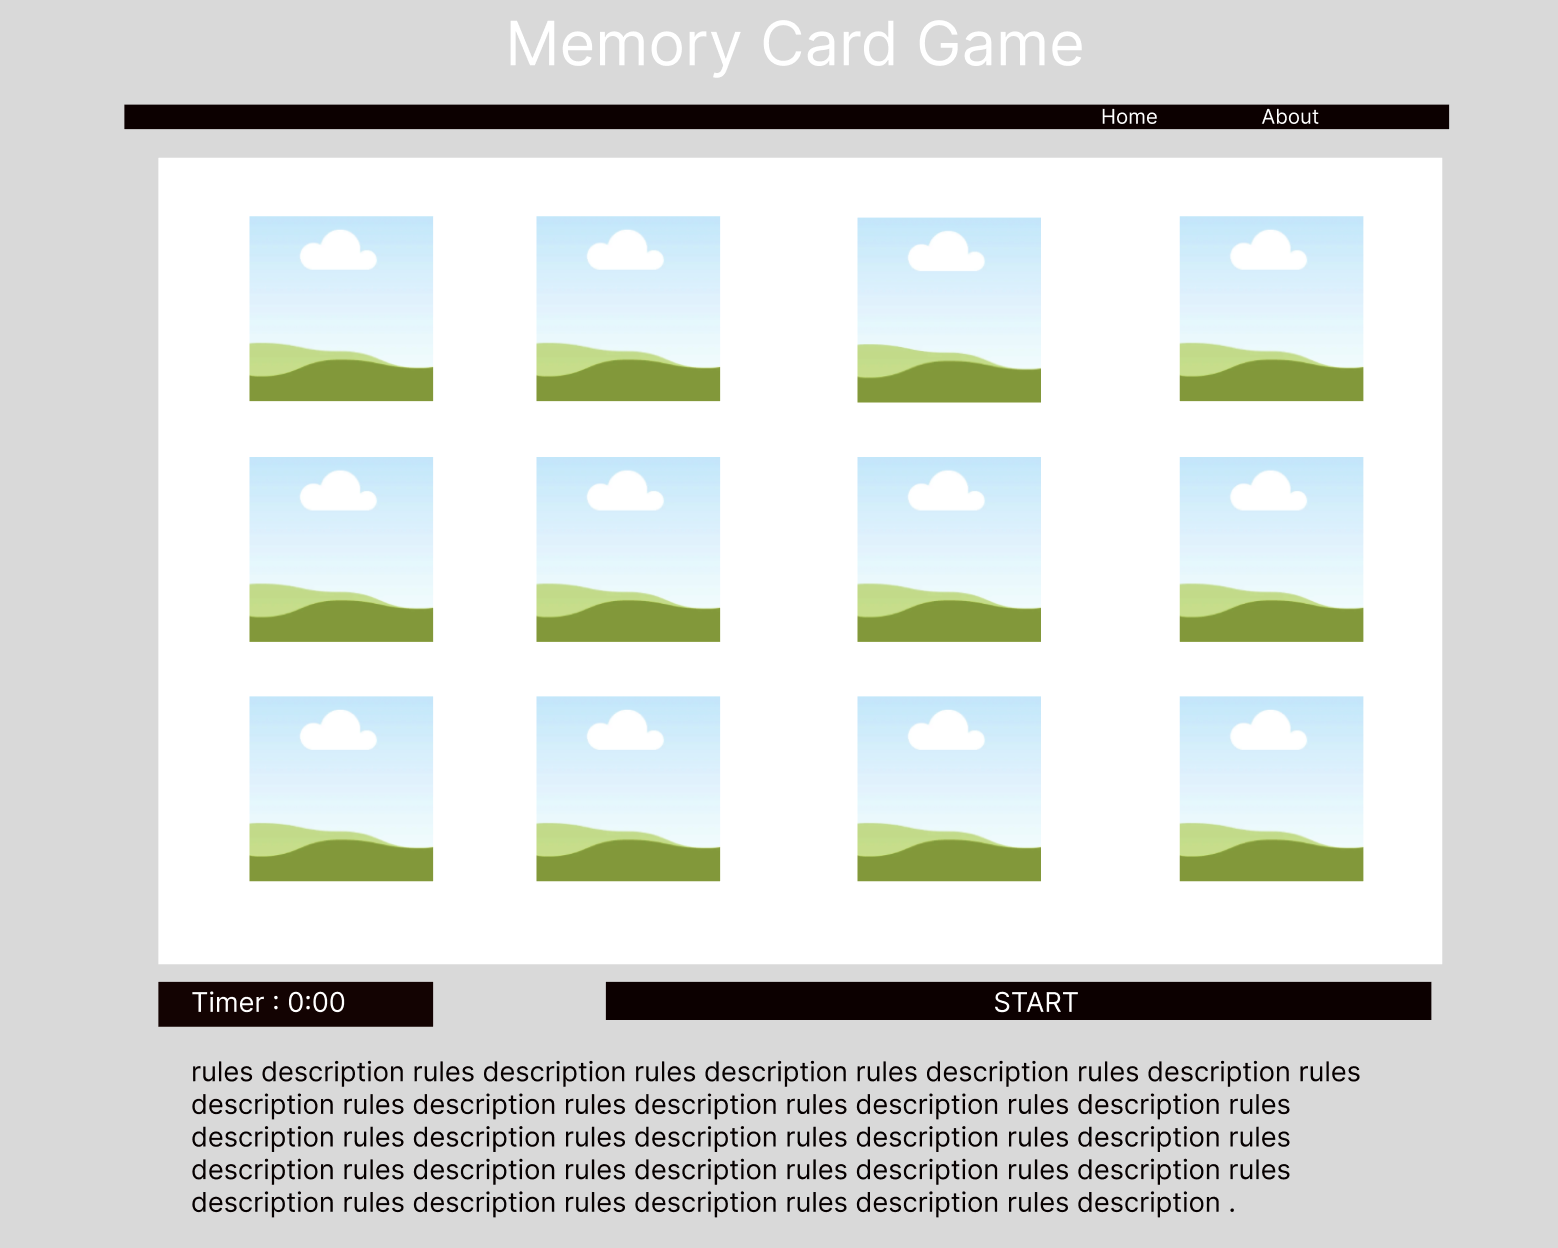 Memory Card Game
Home About
Timer : 0:00 START
rules description rules description rules description rules description rules description rules
description rules description rules description rules description rules description rules
description rules description rules description rules description rules description rules
description rules description rules description rules description rules description rules
description rules description rules description rules description rules description .